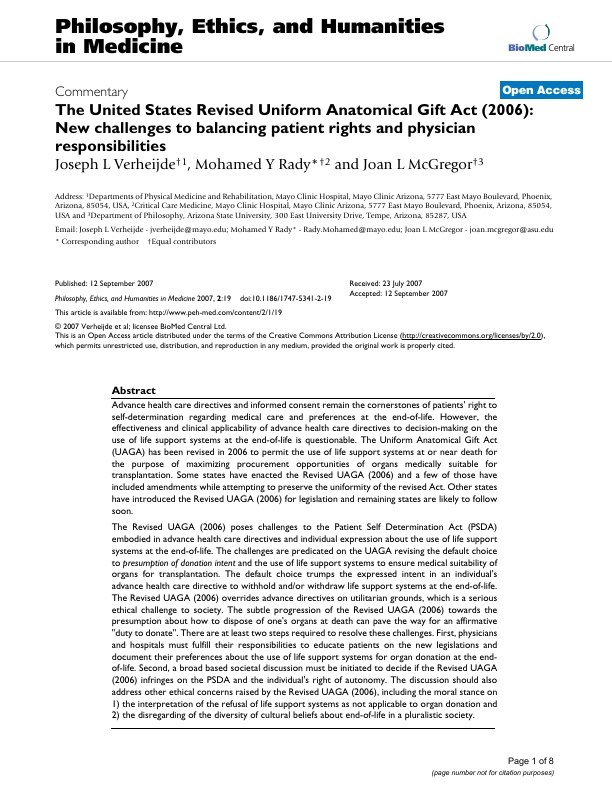 Philosophy, Ethics, and Humanities
in Medicine
BioMed Central
Commentary
Open Access
The United States Revised Uniform Anatomical Gift Act (2006):
New challenges to balancing patient rights and physician
responsibilities
Joseph L Verheijde†1, Mohamed Y Rady*†2 and Joan L McGregor†3
Address: 1Departments of Physical Medicine and Rehabilitation, Mayo Clinic Hospital, Mayo Clinic Arizona, 5777 East Mayo Boulevard, Phoenix,
Arizona, 85054, USA, 2Critical Care Medicine, Mayo Clinic Hospital, Mayo Clinic Arizona, 5777 East Mayo Boulevard, Phoenix, Arizona, 85054,
USA and 3Department of Philosophy, Arizona State University, 300 East University Drive, Tempe, Arizona, 85287, USA
Email: Joseph L Verheijde - jverheijde@mayo.edu; Mohamed Y Rady* - Rady.Mohamed@mayo.edu; Joan L McGregor - joan.mcgregor@asu.edu
* Corresponding author †Equal contributors
Published: 12 September 2007
Received: 23 July 2007
Accepted: 12 September 2007
Philosophy, Ethics, and Humanities in Medicine 2007, 2:19 doi:10.1186/1747-5341-2-19
This article is available from: http://www.peh-med.com/content/2/1/19
© 2007 Verheijde et al; licensee BioMed Central Ltd.
This is an Open Access article distributed under the terms of the Creative Commons Attribution License (http://creativecommons.org/licenses/by/2.0),
which permits unrestricted use, distribution, and reproduction in any medium, provided the original work is properly cited.
Abstract
Advance health care directives and informed consent remain the cornerstones of patients' right to
self-determination regarding medical care and preferences at the end-of-life. However, the
effectiveness and clinical applicability of advance health care directives to decision-making on the
use of life support systems at the end-of-life is questionable. The Uniform Anatomical Gift Act
(UAGA) has been revised in 2006 to permit the use of life support systems at or near death for
the purpose of maximizing procurement opportunities of organs medically suitable for
transplantation. Some states have enacted the Revised UAGA (2006) and a few of those have
included amendments while attempting to preserve the uniformity of the revised Act. Other states
have introduced the Revised UAGA (2006) for legislation and remaining states are likely to follow
soon.
The Revised UAGA (2006) poses challenges to the Patient Self Determination Act (PSDA)
embodied in advance health care directives and individual expression about the use of life support
systems at the end-of-life. The challenges are predicated on the UAGA revising the default choice
to presumption of donation intent and the use of life support systems to ensure medical suitability of
organs for transplantation. The default choice trumps the expressed intent in an individual's
advance health care directive to withhold and/or withdraw life support systems at the end-of-life.
The Revised UAGA (2006) overrides advance directives on utilitarian grounds, which is a serious
ethical challenge to society. The subtle progression of the Revised UAGA (2006) towards the
presumption about how to dispose of one's organs at death can pave the way for an affirmative
"duty to donate". There are at least two steps required to resolve these challenges. First, physicians
and hospitals must fulfill their responsibilities to educate patients on the new legislations and
document their preferences about the use of life support systems for organ donation at the end-
of-life. Second, a broad based societal discussion must be initiated to decide if the Revised UAGA
(2006) infringes on the PSDA and the individual's right of autonomy. The discussion should also
address other ethical concerns raised by the Revised UAGA (2006), including the moral stance on
1) the interpretation of the refusal of life support systems as not applicable to organ donation and
2) the disregarding of the diversity of cultural beliefs about end-of-life in a pluralistic society.
Page 1 of 8
(page number not for citation purposes)